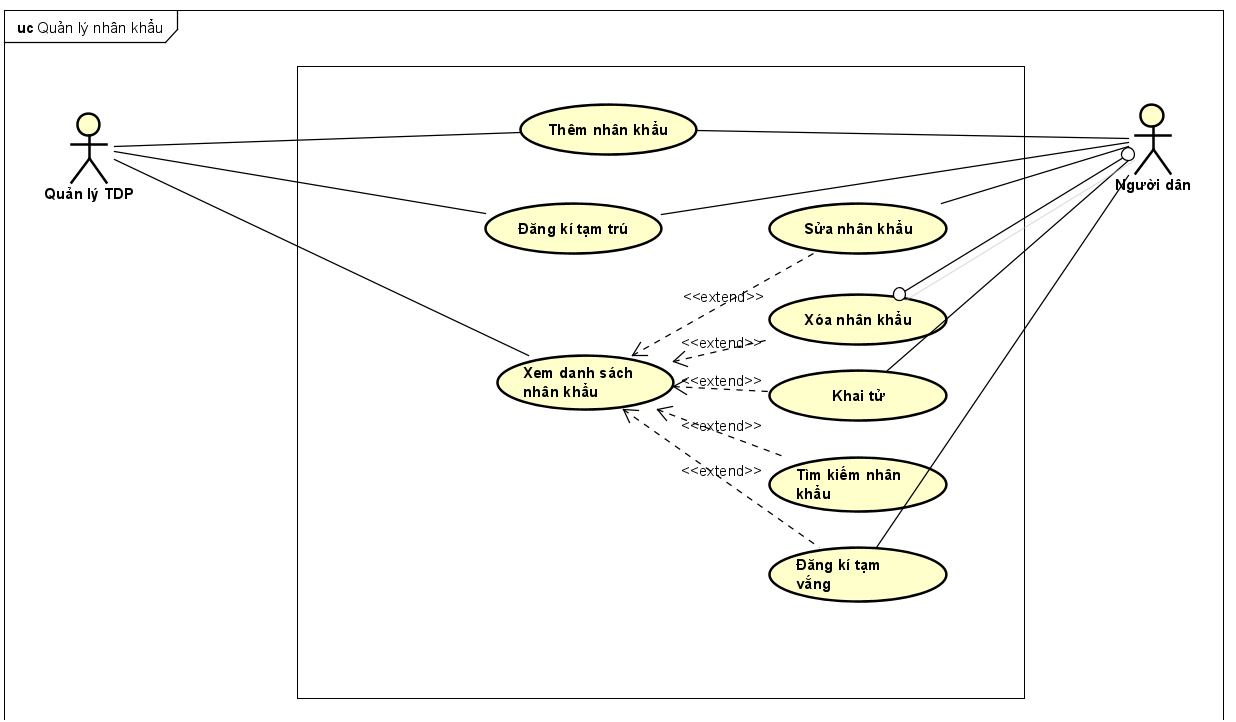 uc Quản lý nhân khẩu
Thêm nhân khẩu
Quản lý TDP
Người dân
Đăng kí tạm trú
Sửa nhân khẩu
<<extend>>
Xóa nhân khẩu
<<extend>>
Xem danh sách
nhân khẩu
<<extend>>
Khai tử
<<extend>>
Tìm kiếm nhân
khẩu
<<extend>>
Đăng kí tạm
vắng